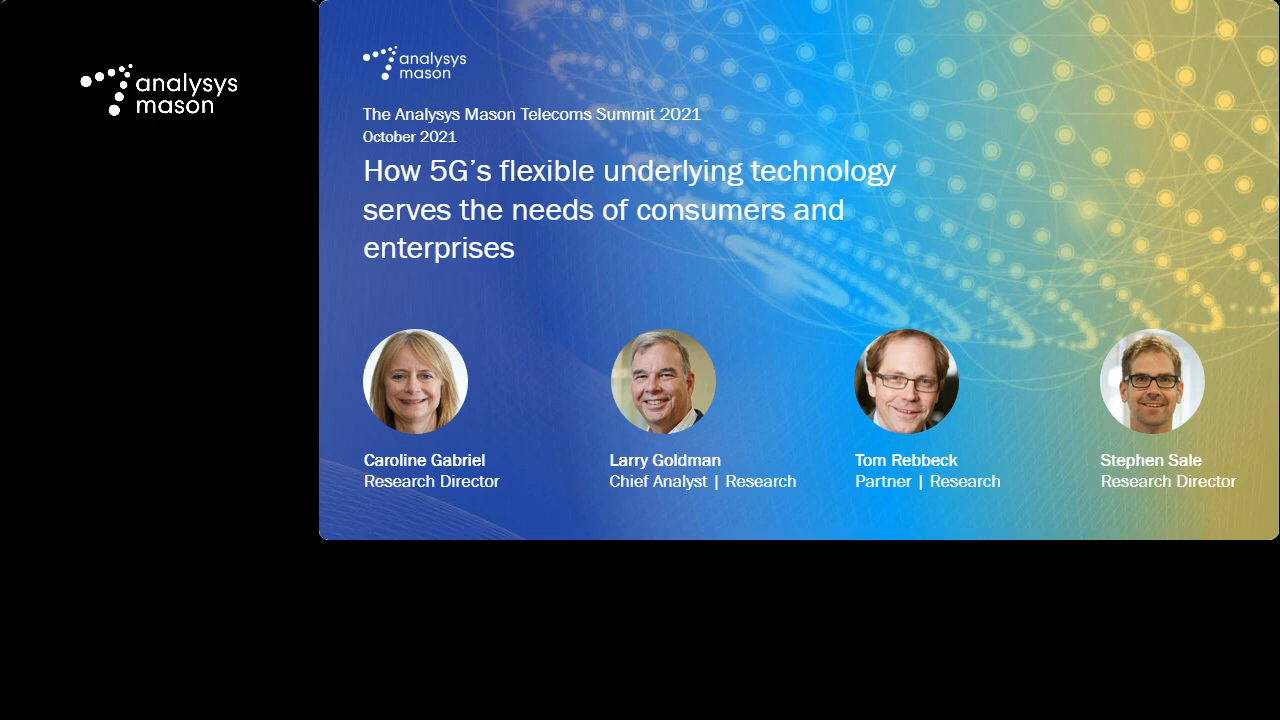 analysys
mason
analysys
mason
The Analysys Mason Telecoms Summit 2021
October 2021
How 5G’s flexible underlying technology
serves the needs of consumers and
enterprises
Caroline Gabriel
Research Director
Larry Goldman
Chief Analyst | Research
Tom Rebbeck
Partner | Research
Stephen Sale
Research Director